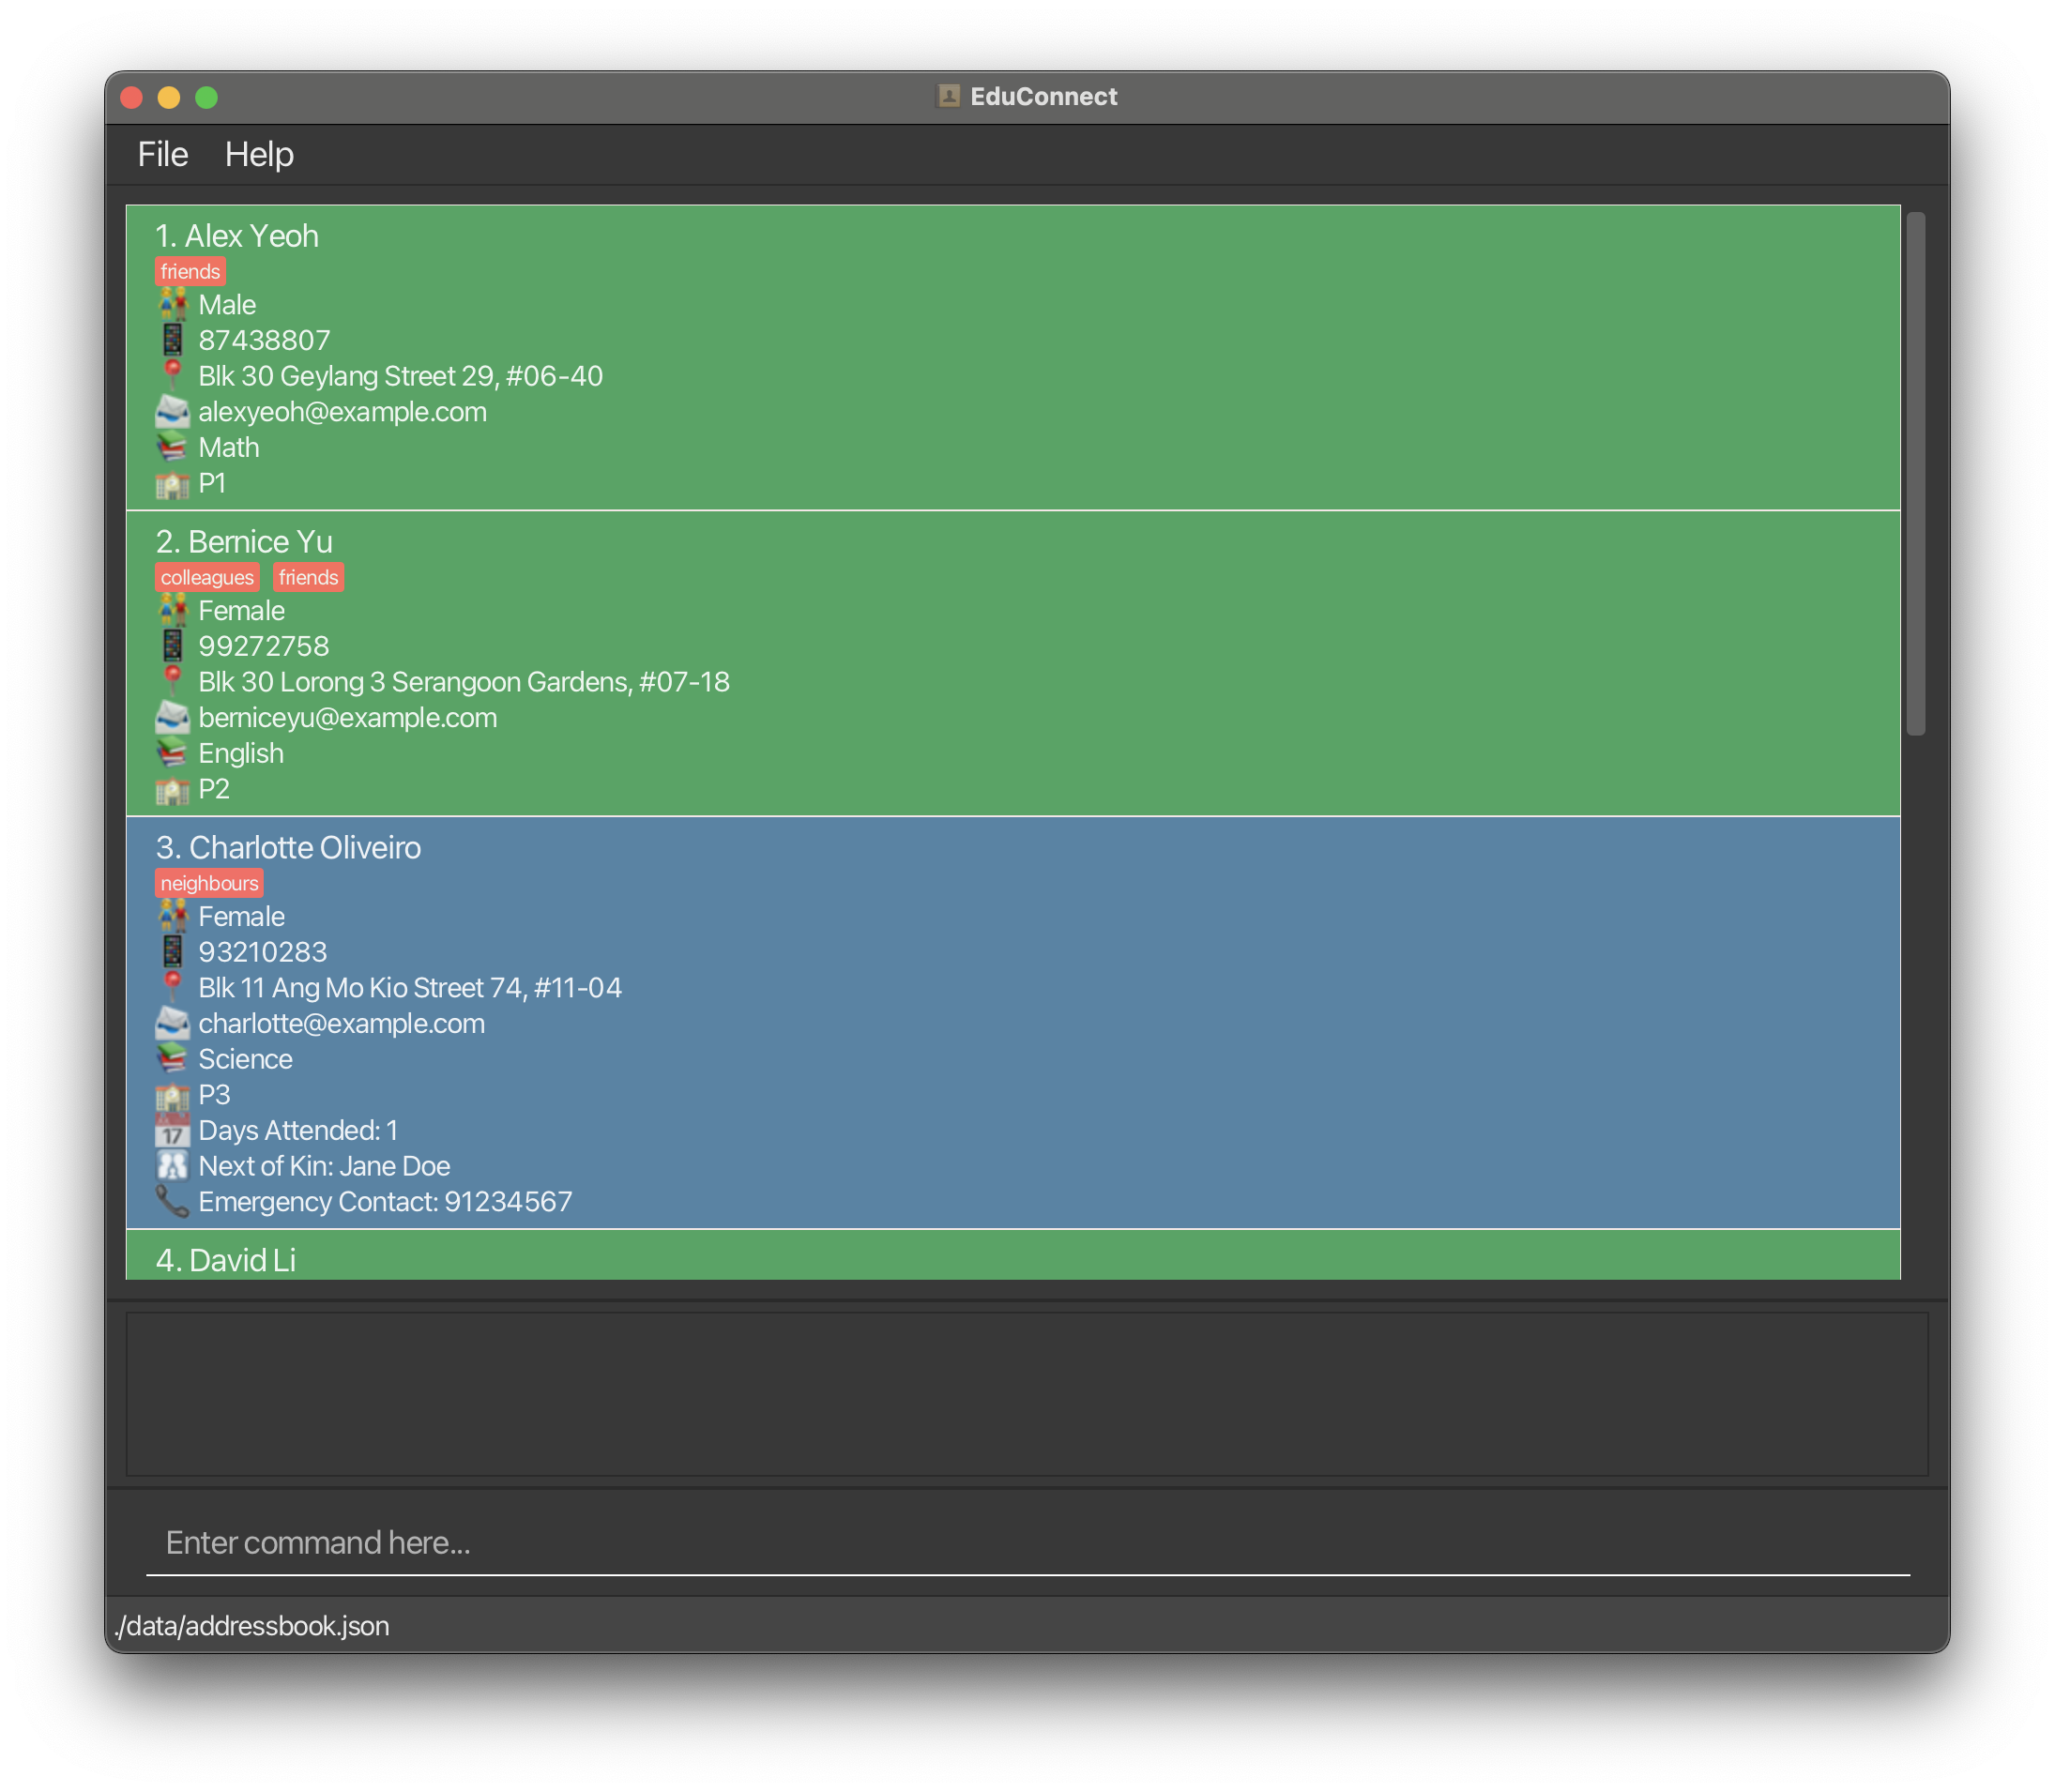 EduConnect
File Help
1. Alex Yeoh
friends
Male
87438807
Blk 30 Geylang Street 29, #06-40
alexyeoh@example.com
Math
P1
2. Bernice Yu
colleagues friends
Female
99272758
Blk 30 Lorong 3 Serangoon Gardens, #07-18
berniceyu@example.com
English
P2
3. Charlotte Oliveiro
neighbours
Female
93210283
Blk 11 Ang Mo Kio Street 74, #11-04
charlotte@example.com
Science
P3
17 Days Attended: 1
Next of Kin: Jane Doe
Emergency Contact: 91234567
4. David Li
Enter command here...
./data/addressbook.json